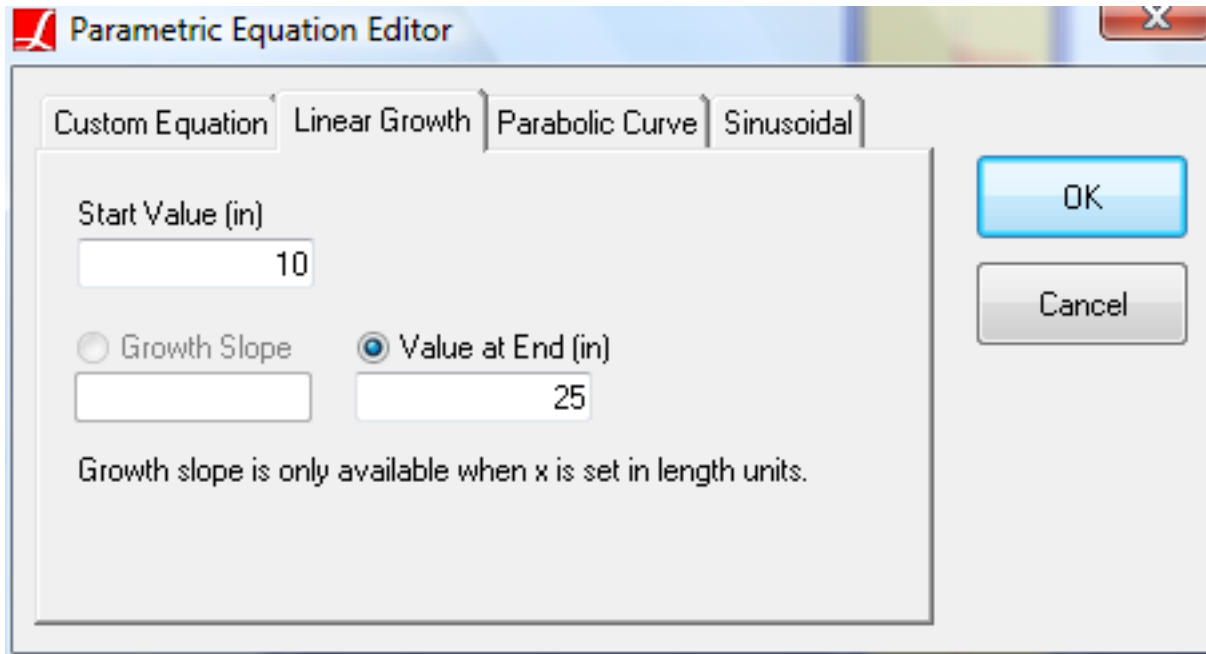 Parametric Equation Editor
Custom Equation Linear Growth Parabolic Curve Sinusoidal
Start Value (in)
10
Growth Slope Value at End (in)
25
Growth slope is only available when x is set in length units.
OK
Cancel